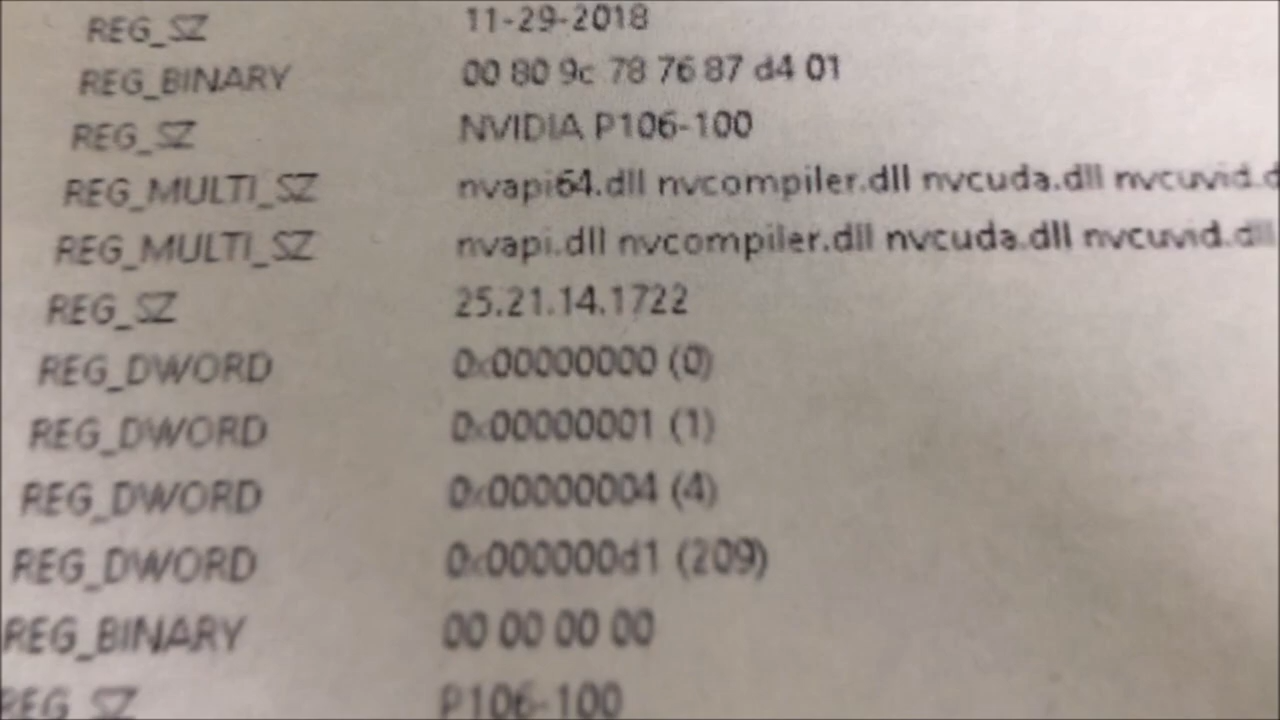 REG_SZ 11-29-2018
REG_BINARY 00 80 9c 78 76 87 d4 01
REG_SZ NVIDIA P106-100
REG_MULTI_SZ nvapi64.dll nvcompiler.dll nvcuda.dll nvcuvid.d
REG_MULTI_SZ nvapi.dll nvcompiler.dll nvcuda.dll nvcuvid.dll
REG_SZ 25.21.14.1722
REG_DWORD 0x00000000 (0)
REG_DWORD 0x00000001 (1)
REG_DWORD 0x00000004 (4)
REG_DWORD 0x000000d1 (209)
REG_BINARY 00 00 00 00
REG_SZ P106-100